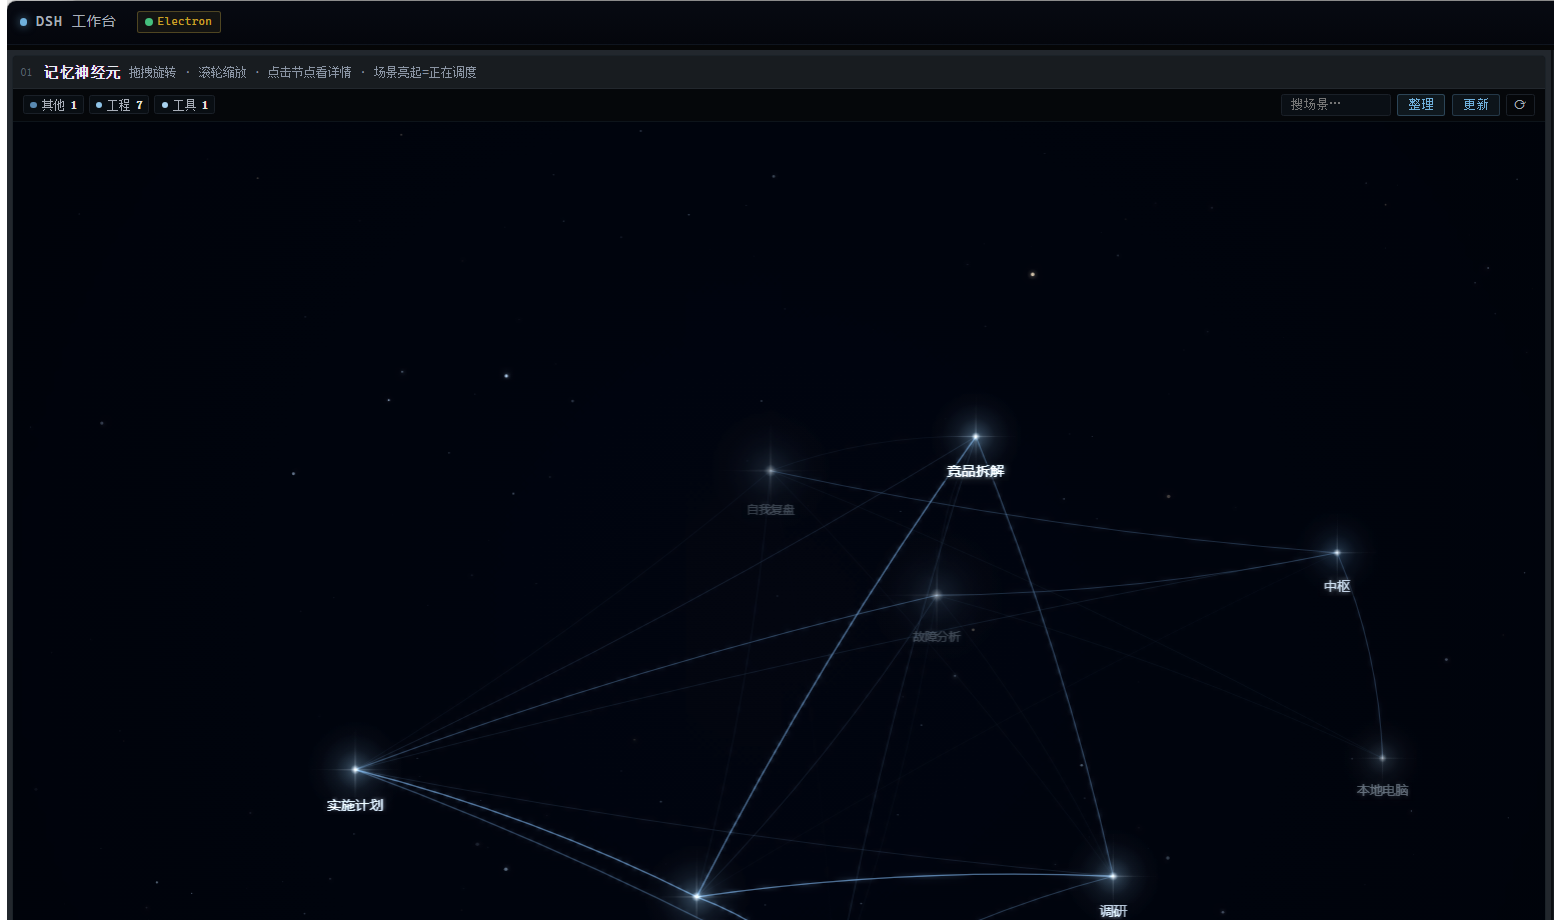 DSH 工作台 Electron
01 记忆神经元 拖拽旋转 · 滚轮缩放 · 点击节点看详情 · 场景亮起=正在调度
其他 1 工程 7 工具 1 搜场景… 整理 更新
竞品拆解
自我复盘
中枢
故障分析
本地电脑
实施计划
调研